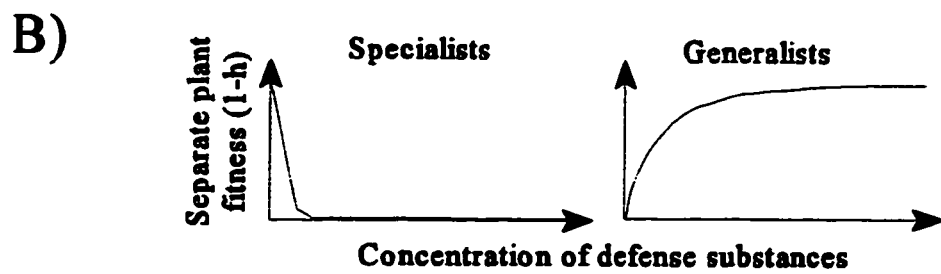 B)
Specialists
Generalists
Separate plant
fitness (1-h)
Concentration of defense substances